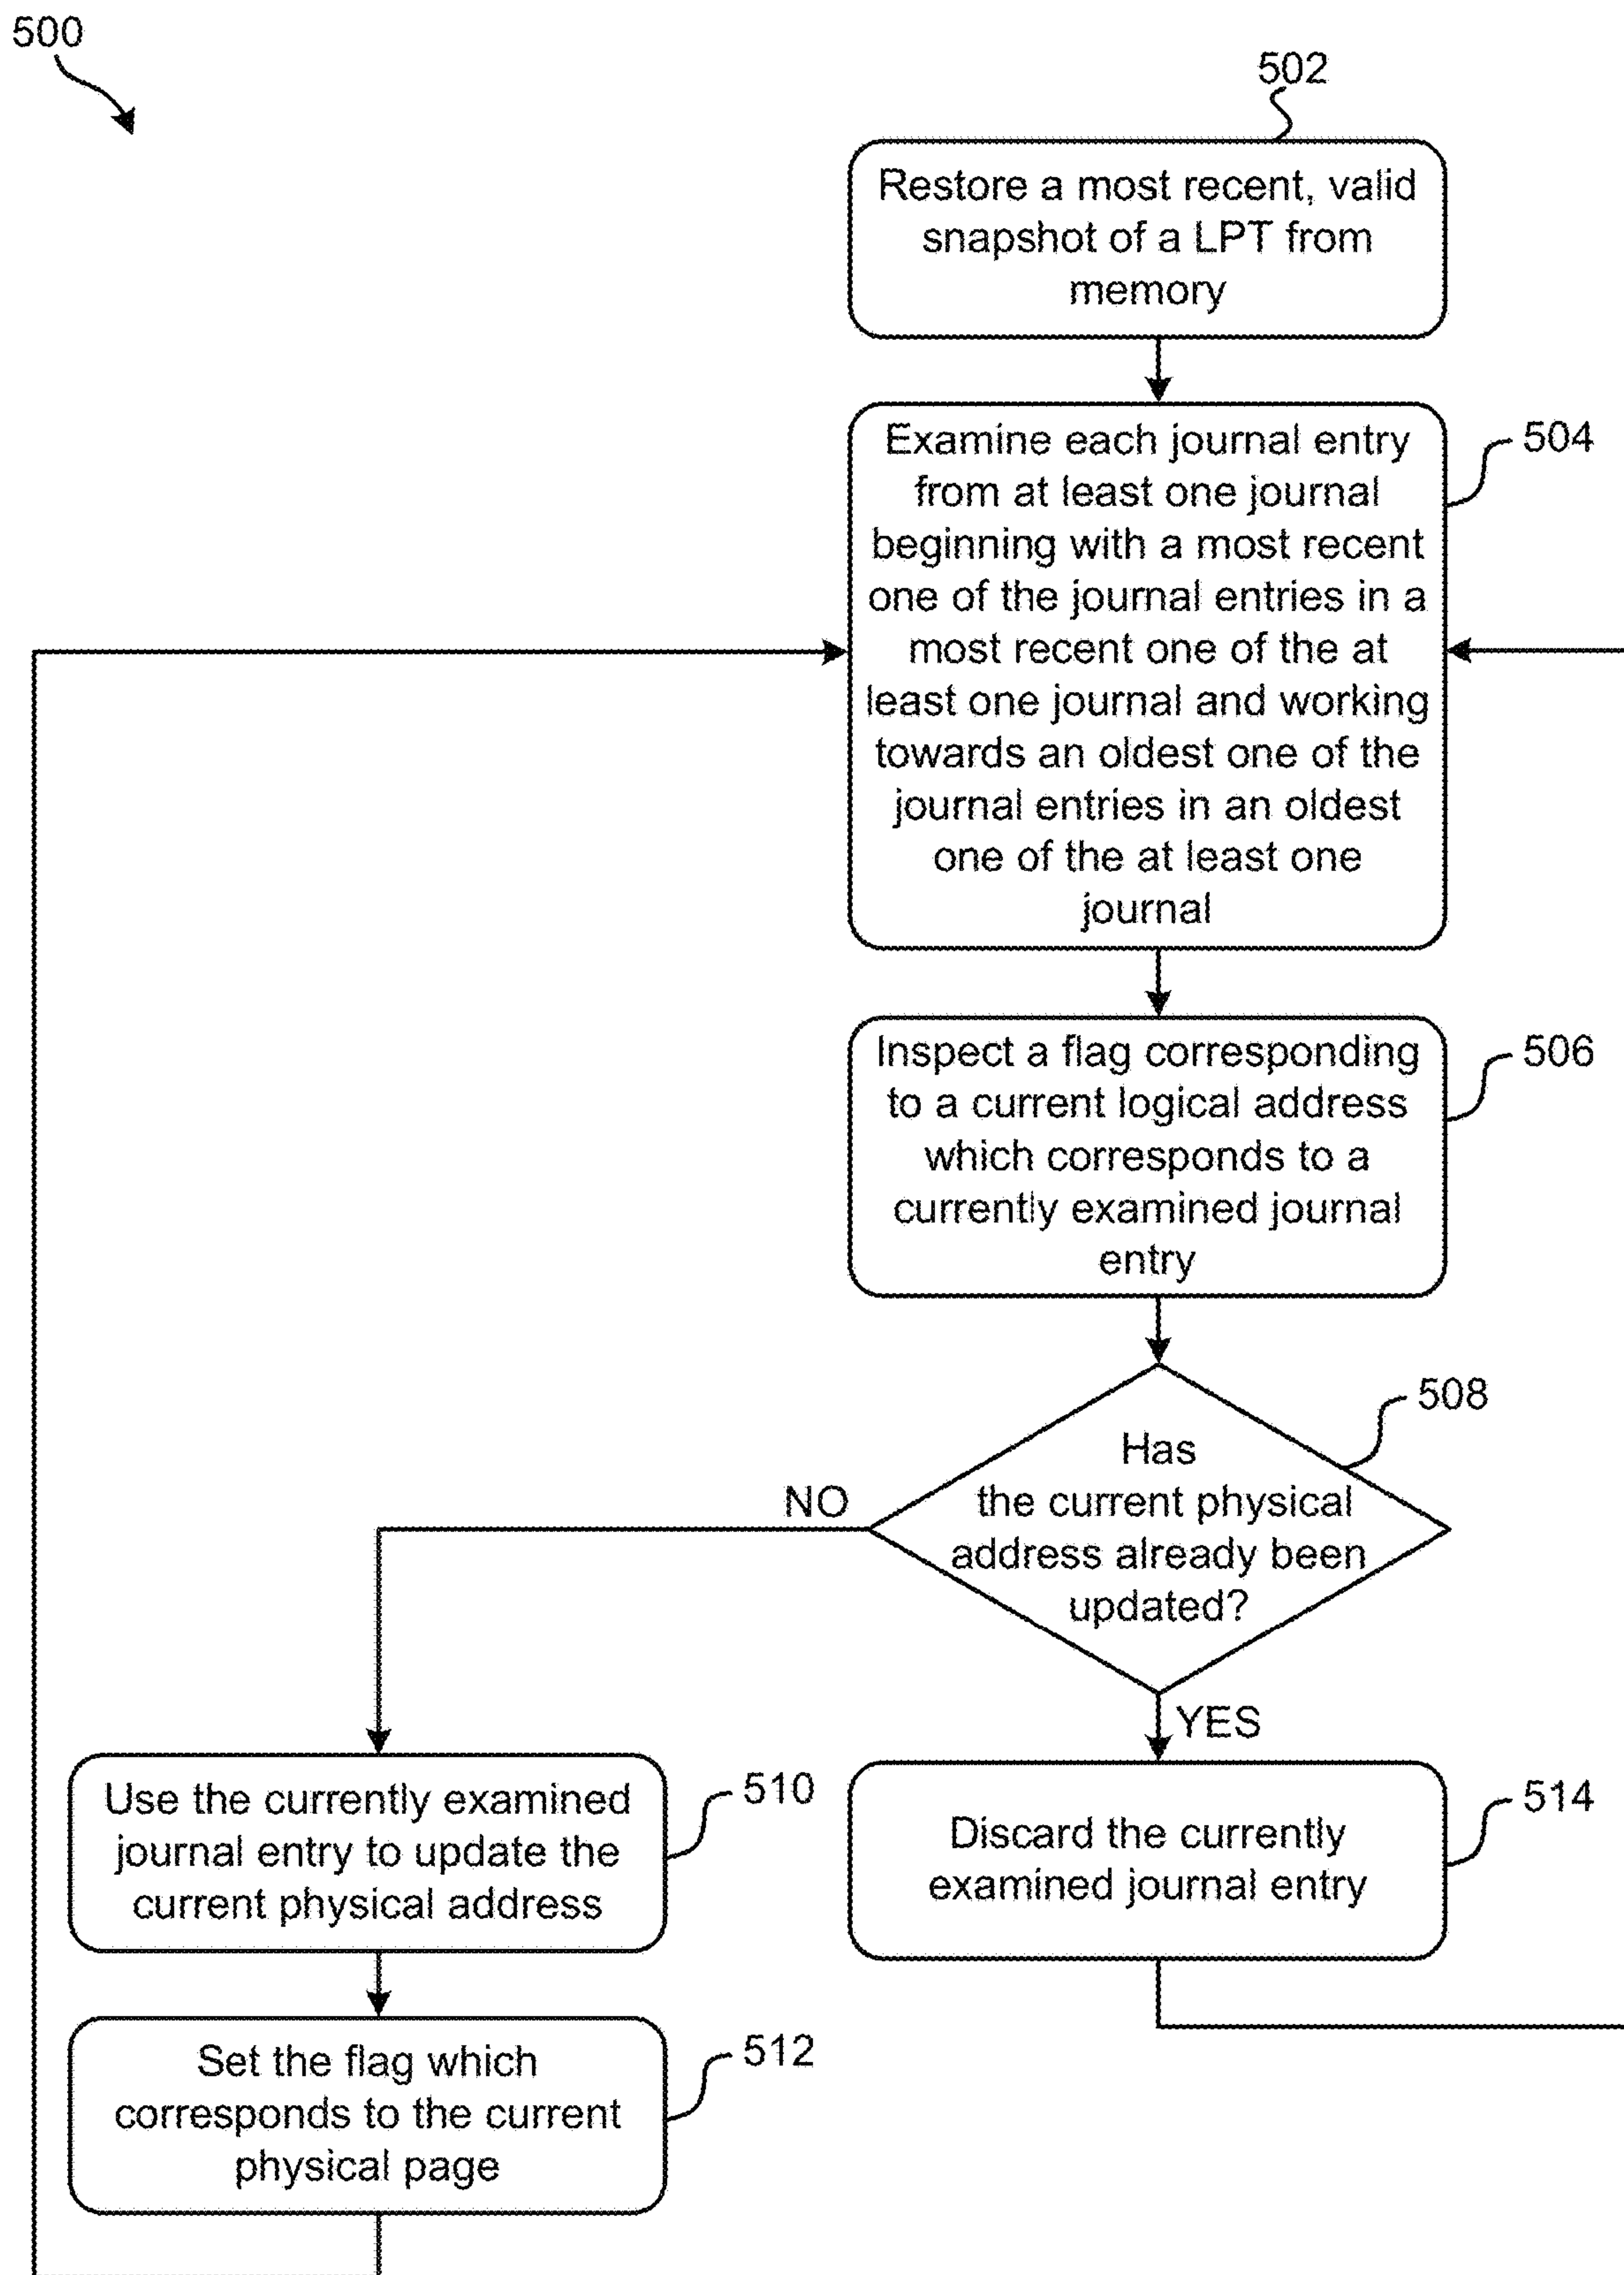 500
502
Restore a most recent, valid
snapshot of a LPT from
memory
504
Examine each journal entry
from at least one journal
beginning with a most recent
one of the journal entries in a
most recent one of the at
least one journal and working
towards an oldest one of the
journal entries in an oldest
one of the at least one
journal
506
Inspect a flag corresponding
to a current logical address
which corresponds to a
currently examined journal
entry
508
Has
the current physical
address already been
updated?
NO
YES
510
Use the currently examined
journal entry to update the
current physical address
514
Discard the currently
examined journal entry
512
Set the flag which
corresponds to the current
physical page